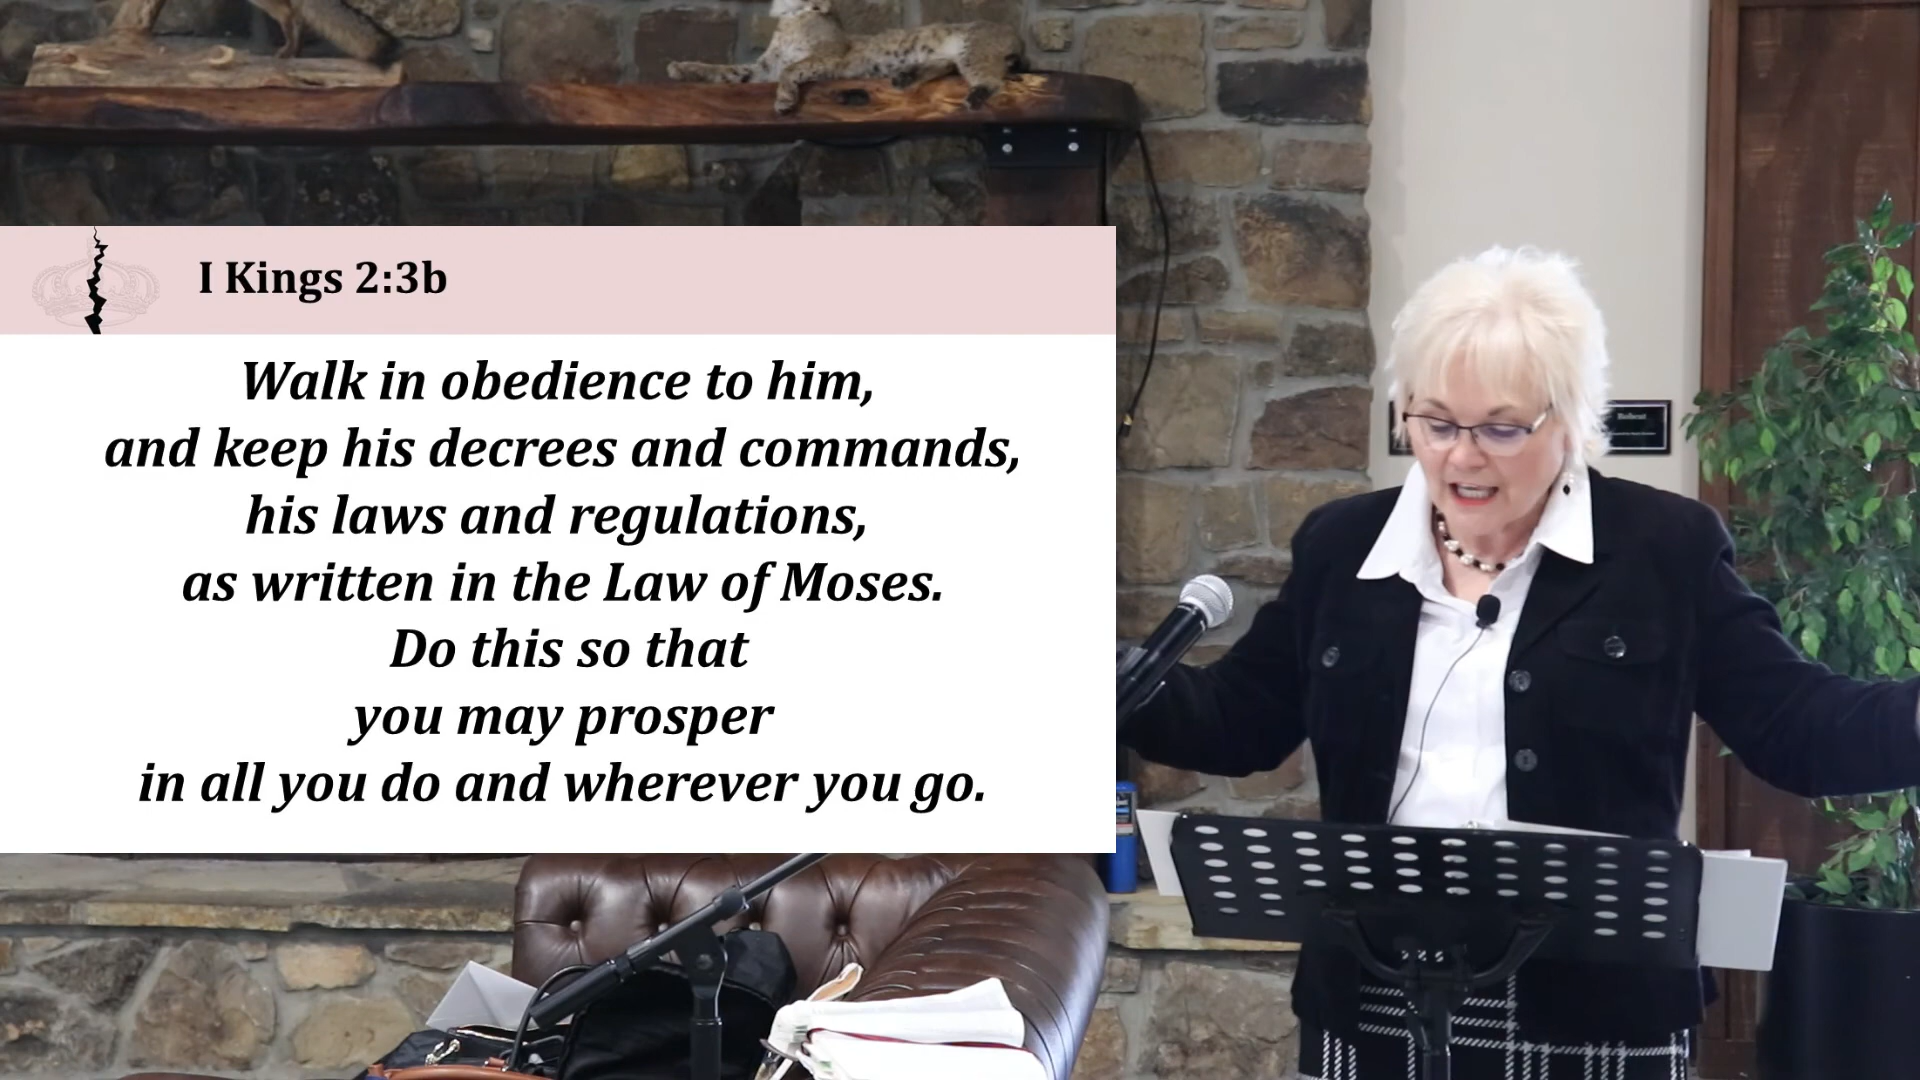 I Kings 2:3b
Walk in obedience to him,
and keep his decrees and commands,
his laws and regulations,
as written in the Law of Moses.
Do this so that
you may prosper
in all you do and wherever you go.
Bobcat